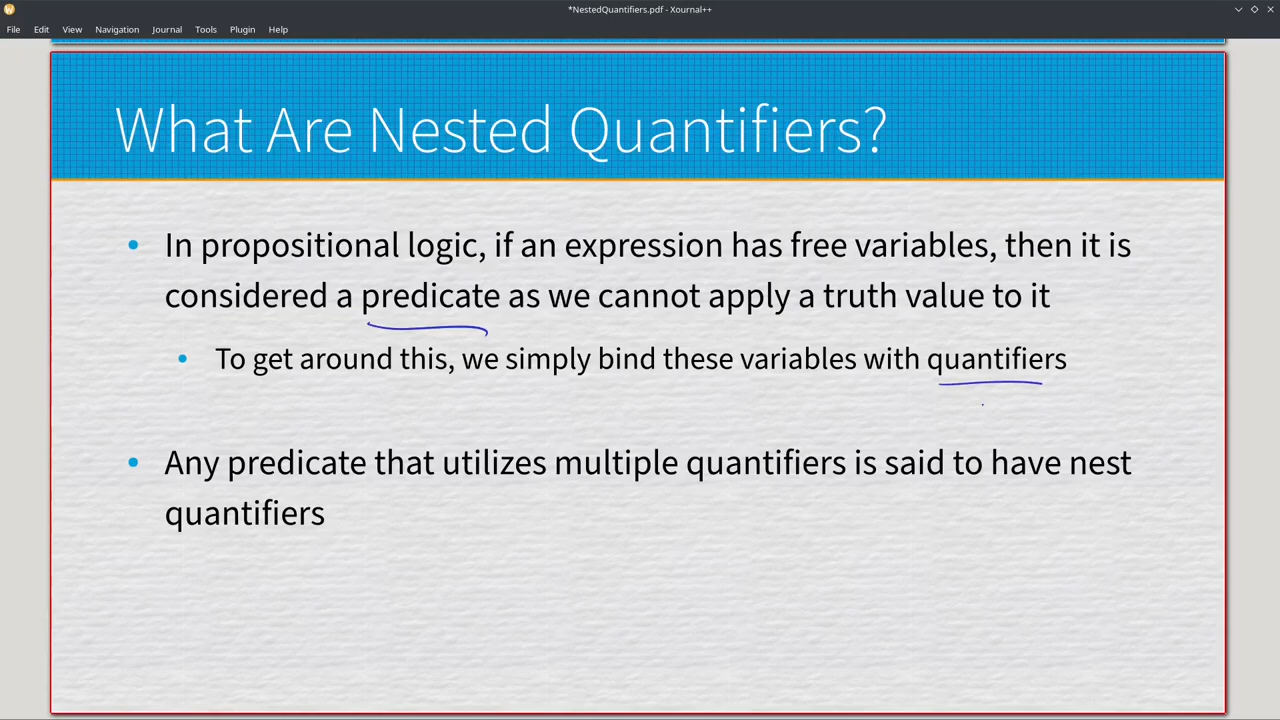 *NestedQuantifiers.pdf - Xournal++
File Edit View Navigation Journal Tools Plugin Help
What Are Nested Quantifiers?
• In propositional logic, if an expression has free variables, then it is
considered a predicate as we cannot apply a truth value to it
• To get around this, we simply bind these variables with quantifiers
• Any predicate that utilizes multiple quantifiers is said to have nest
quantifiers